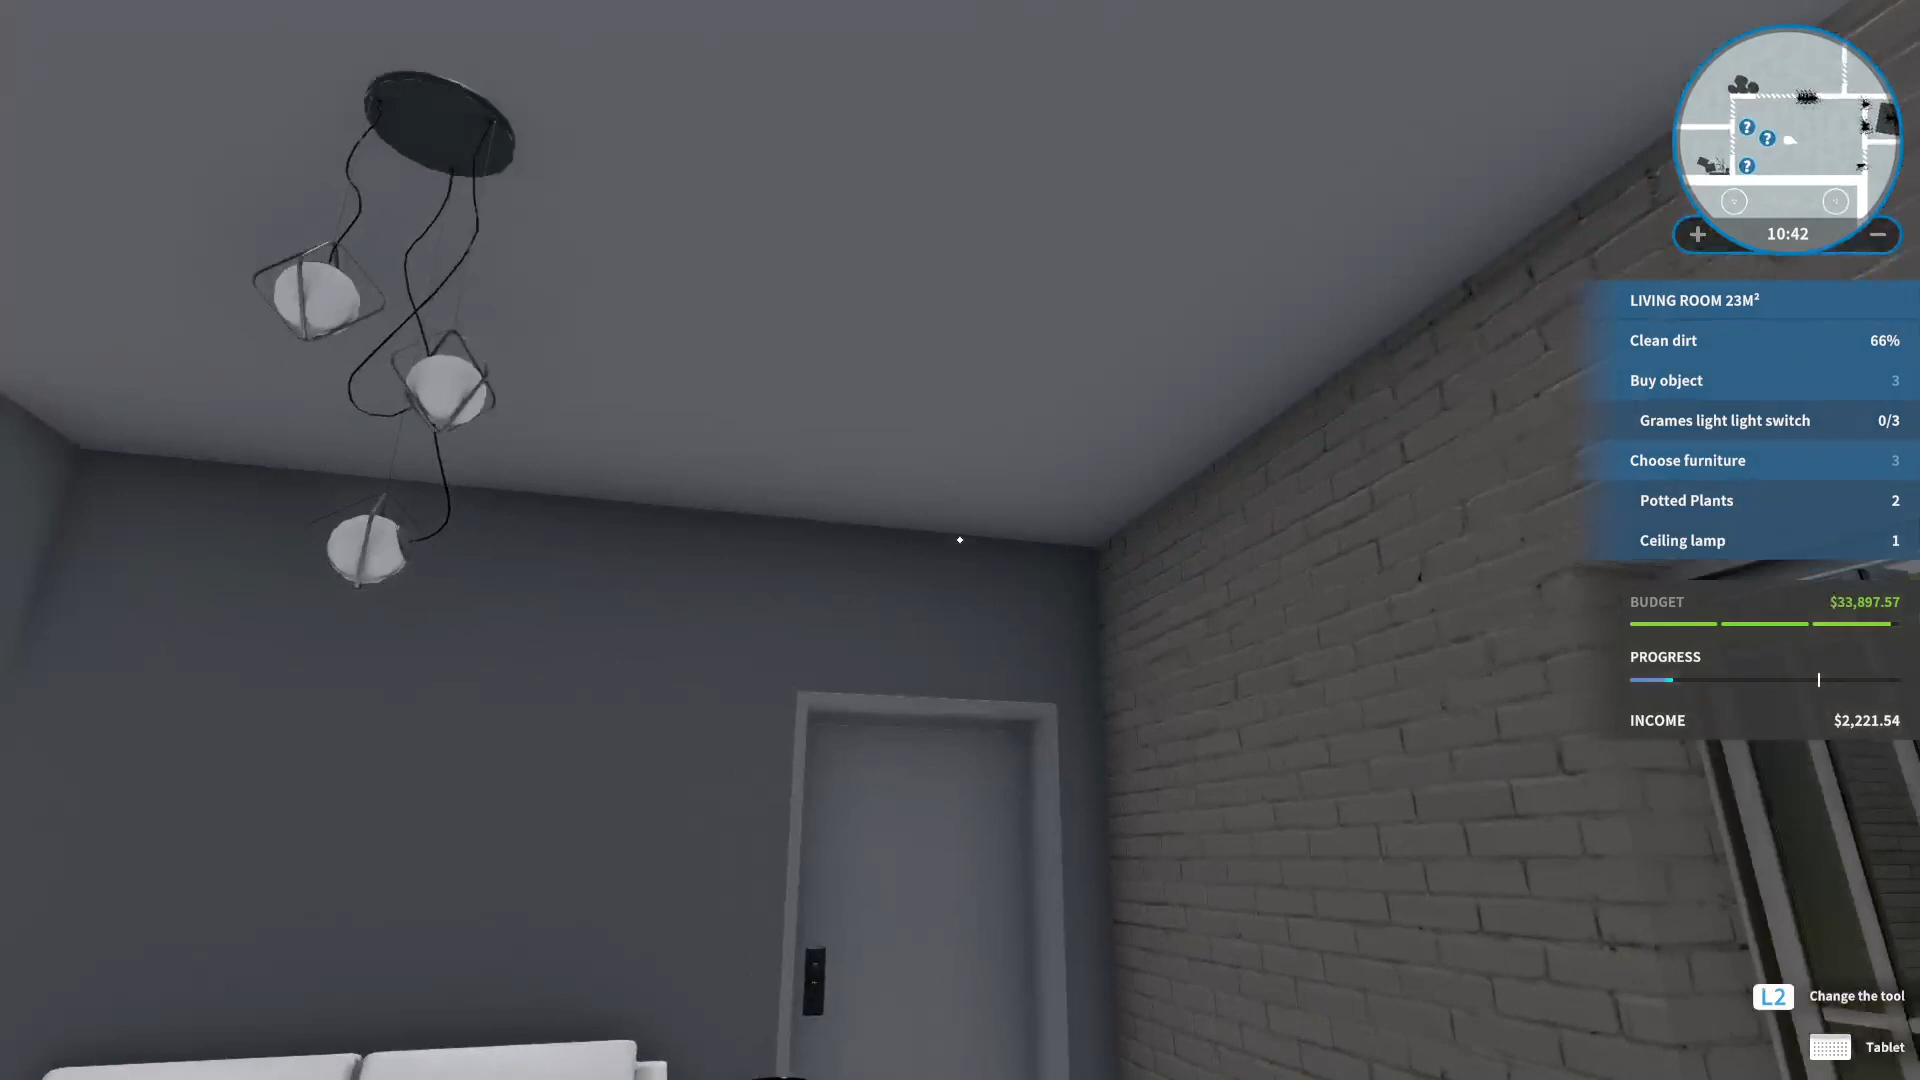 ?
?
?
+ 10:42 −
LIVING ROOM 23M²
Clean dirt 66%
Buy object 3
Grames light light switch 0/3
Choose furniture 3
Potted Plants 2
Ceiling lamp 1
BUDGET $33,897.57
PROGRESS
INCOME $2,221.54
L2 Change the tool
Tablet